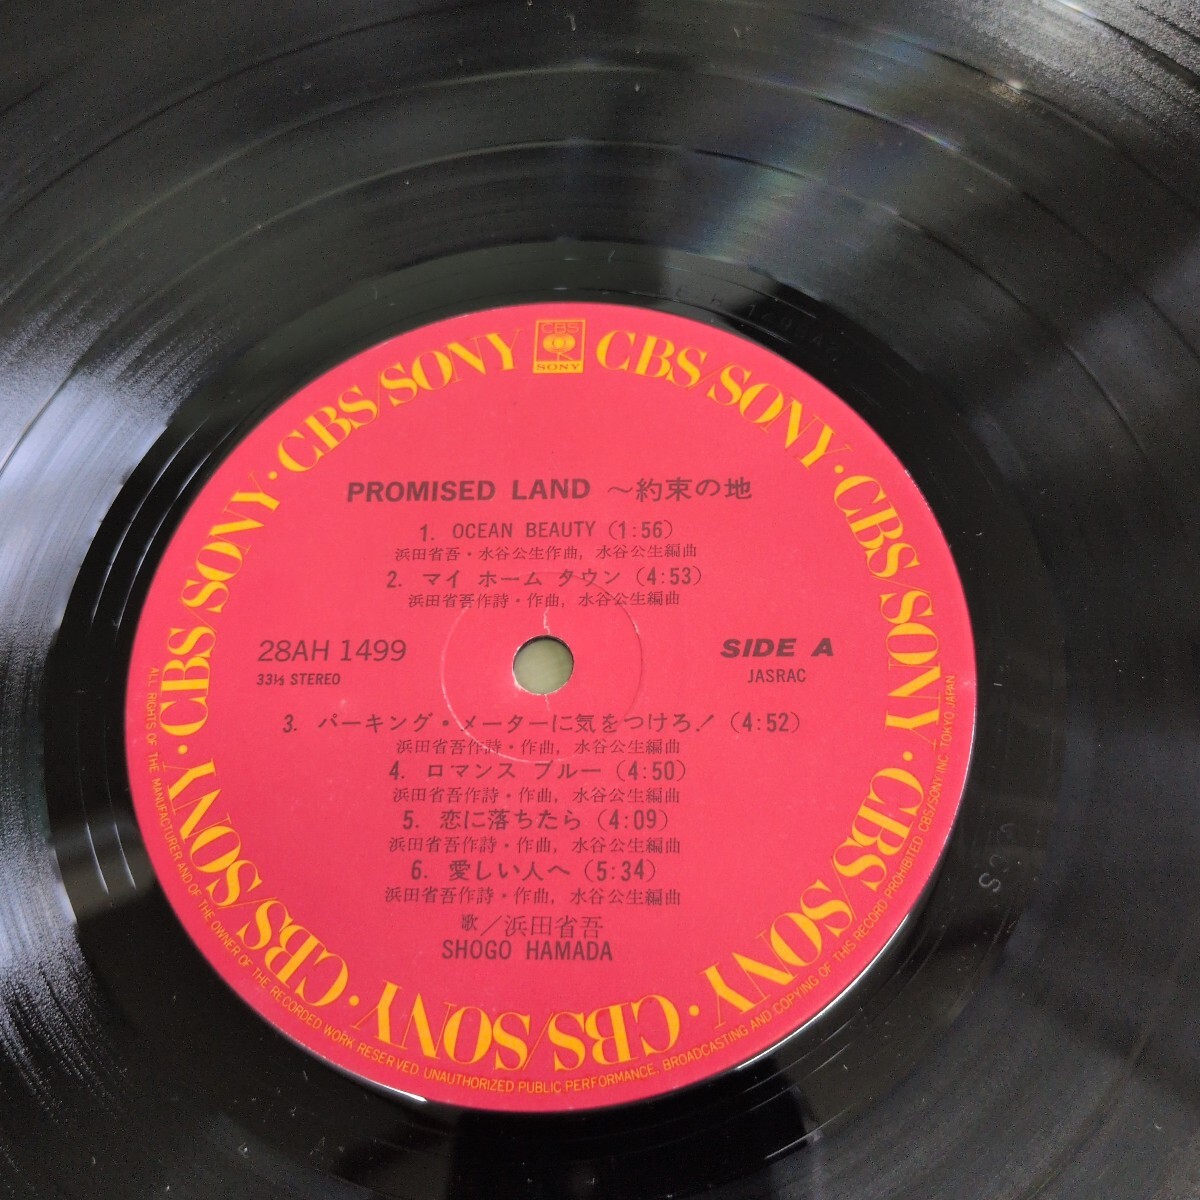 CBS
SONY
CBS/SONY · CBS/SONY · CBS/SONY · CBS/SONY · CBS/SONY · CBS/SONY · CBS/SONY · CBS/SONY · CBS/SONY
PROMISED LAND ～約束の地
1. OCEAN BEAUTY (1:56)
浜田省吾・水谷公生作曲, 水谷公生編曲
2. マイ ホーム タウン (4:53)
浜田省吾作詩・作曲, 水谷公生編曲
28AH 1499
33⅓ STEREO
SIDE A
JASRAC
3. パーキング・メーターに気をつけろ! (4:52)
浜田省吾作詩・作曲, 水谷公生編曲
4. ロマンス ブルー (4:50)
浜田省吾作詩・作曲, 水谷公生編曲
5. 恋に落ちたら (4:09)
浜田省吾作詩・作曲, 水谷公生編曲
6. 愛しい人へ (5:34)
浜田省吾作詩・作曲, 水谷公生編曲
歌／浜田省吾
SHOGO HAMADA
ALL RIGHTS OF THE MANUFACTURER AND OF THE OWNER OF THE RECORDED WORK RESERVED UNAUTHORIZED PUBLIC PERFORMANCE. BROADCASTING AND COPYING OF THIS RECORD PROHIBITED CBS/SONY INC. TOKYO JAPAN